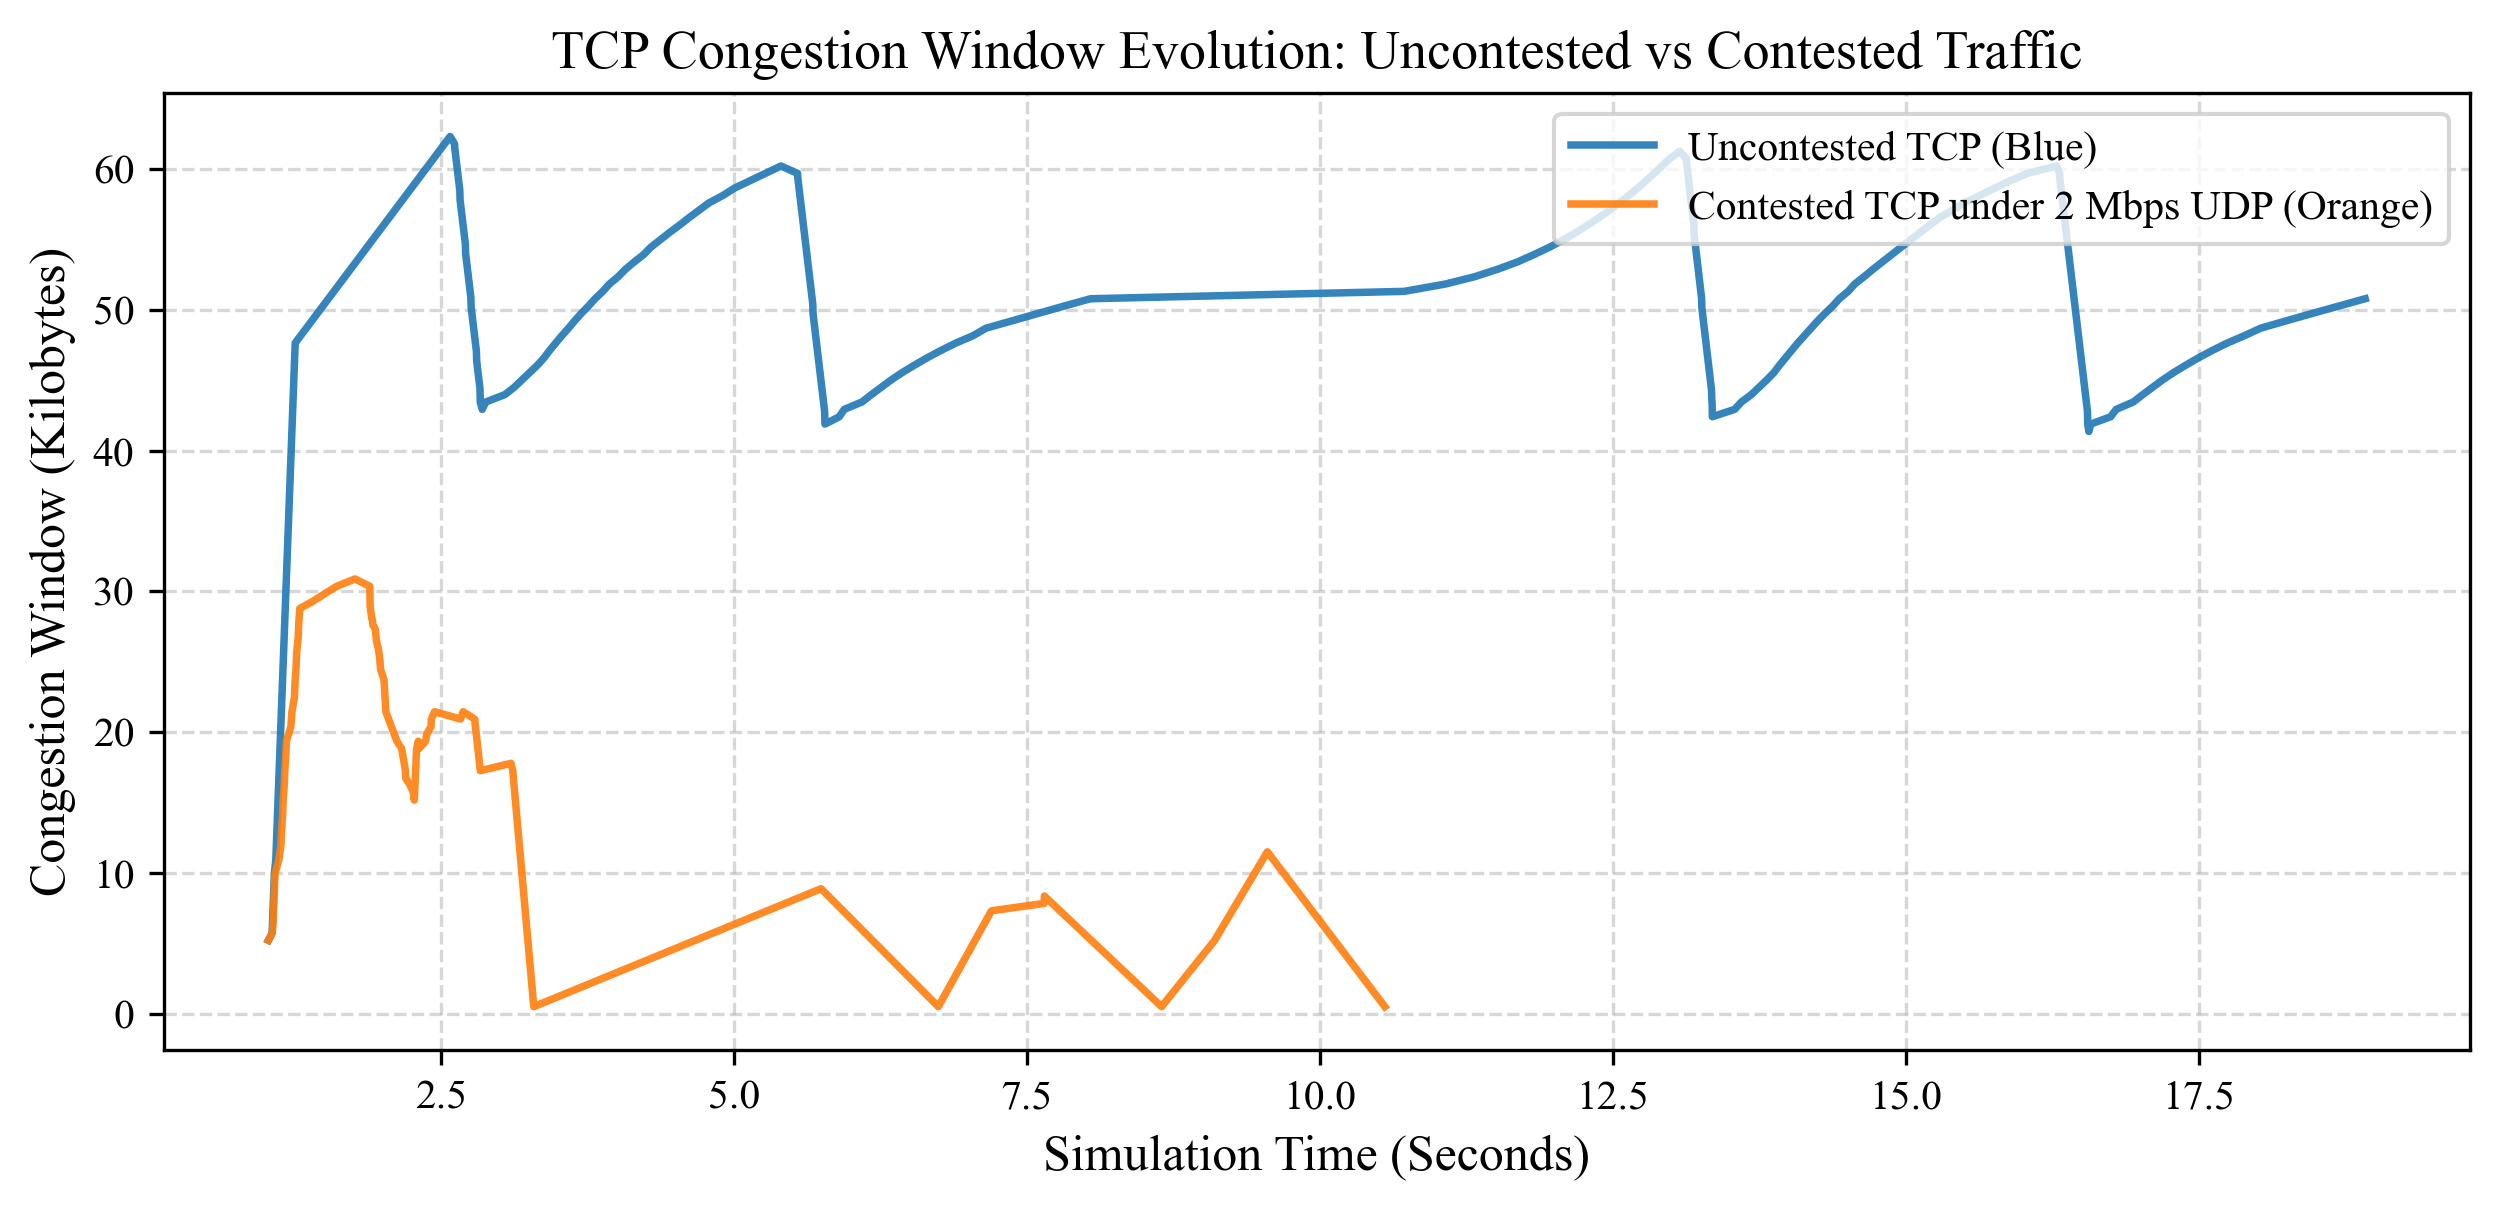 TCP Congestion Window Evolution: Uncontested vs Contested Traffic
Uncontested TCP (Blue)
Contested TCP under 2 Mbps UDP (Orange)
Congestion Window (Kilobytes)
60
50
40
30
20
10
0
2.5 5.0 7.5 10.0 12.5 15.0 17.5
Simulation Time (Seconds)